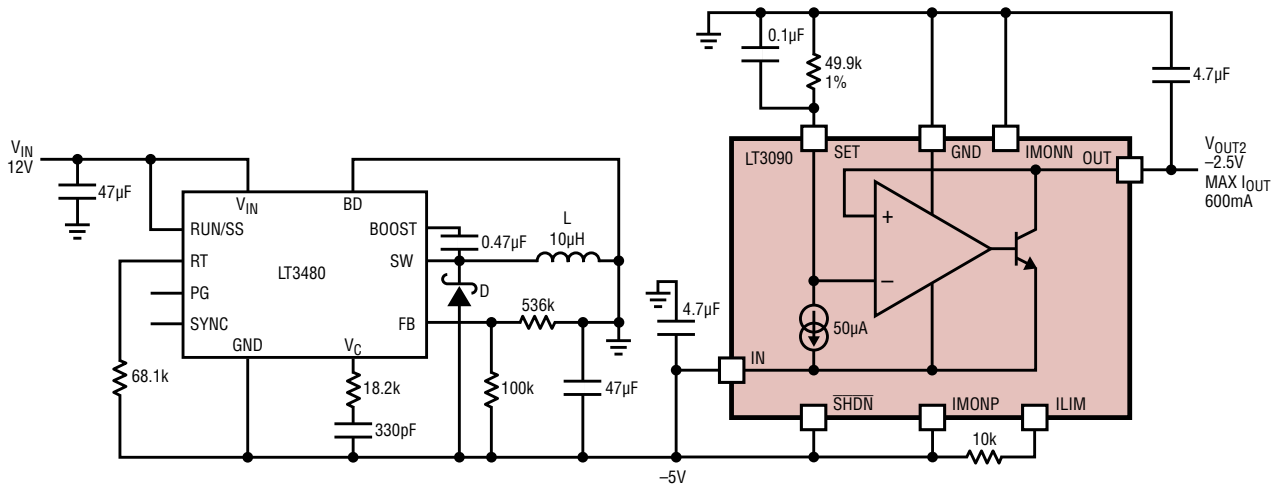 VIN
12V
47µF
VIN
BD
RUN/SS
BOOST
0.47µF
L
10µH
RT
LT3480
SW
PG
D
SYNC
FB
536k
GND
VC
68.1k
18.2k
100k
47µF
330pF
–5V
0.1µF
49.9k
1%
4.7µF
LT3090
SET
GND
IMONN
OUT
VOUT2
–2.5V
MAX IOUT
600mA
+
–
50µA
4.7µF
IN
SHDN
IMONP
ILIM
10k